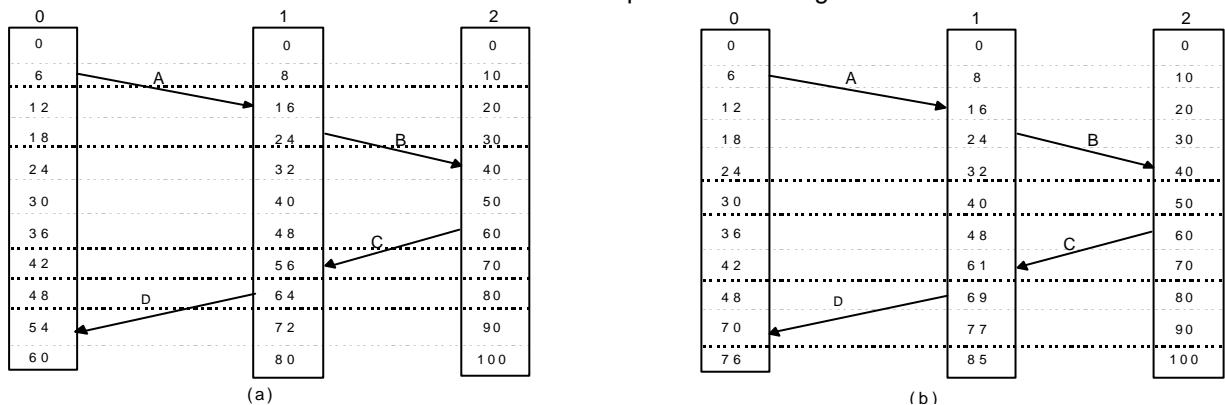 0 1 2 0 1 2
0 0 0 0 0 0
6 A 8 10 6 A 8 10
12 16 20 12 16 20
18 24 B 30 18 24 B 30
24 32 40 24 32 40
30 40 50 30 40 50
36 48 C 60 36 48 C 60
42 56 70 42 61 70
48 D 64 80 48 D 69 80
54 72 90 70 77 90
60 80 100 76 85 100
(a) (b)